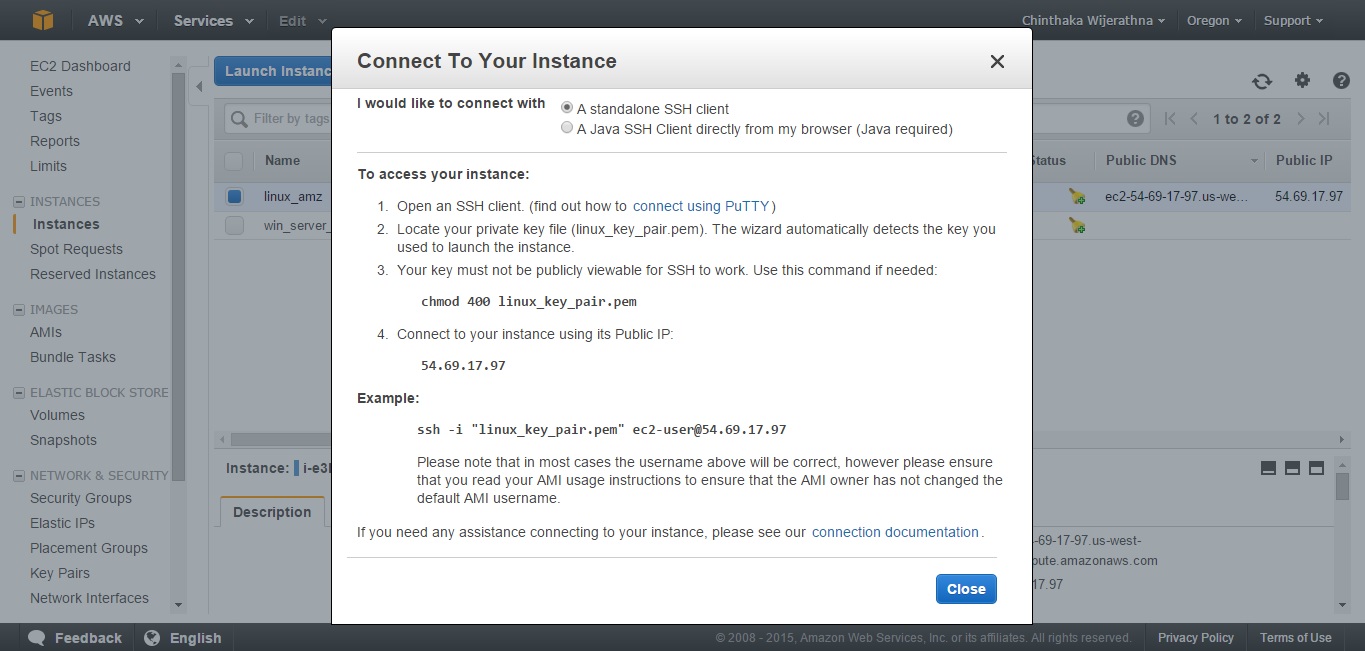 AWS
Services
Edit
Chinthaka Wijerathna
Oregon
Support
EC2 Dashboard
Events
Tags
Reports
Limits
INSTANCES
Instances
Spot Requests
Reserved Instances
IMAGES
AMIs
Bundle Tasks
ELASTIC BLOCK STORE
Volumes
Snapshots
NETWORK & SECURITY
Security Groups
Elastic IPs
Placement Groups
Key Pairs
Network Interfaces
Launch Instanc
Filter by tags
1 to 2 of 2
Name
Status
Public DNS
Public IP
linux_amz
ec2-54-69-17-97.us-we...
54.69.17.97
win_server_
Instance:
i-e3
Description
-69-17-97.us-west-
pute.amazonaws.com
17.97
Connect To Your Instance
I would like to connect with
A standalone SSH client
A Java SSH Client directly from my browser (Java required)
To access your instance:
1. Open an SSH client. (find out how to connect using PuTTY)
2. Locate your private key file (linux_key_pair.pem). The wizard automatically detects the key you
used to launch the instance.
3. Your key must not be publicly viewable for SSH to work. Use this command if needed:
chmod 400 linux_key_pair.pem
4. Connect to your instance using its Public IP:
54.69.17.97
Example:
ssh -i "linux_key_pair.pem" ec2-user@54.69.17.97
Please note that in most cases the username above will be correct, however please ensure
that you read your AMI usage instructions to ensure that the AMI owner has not changed the
default AMI username.
If you need any assistance connecting to your instance, please see our connection documentation.
Close
Feedback
English
© 2008 - 2015, Amazon Web Services, Inc. or its affiliates. All rights reserved.
Privacy Policy
Terms of Use